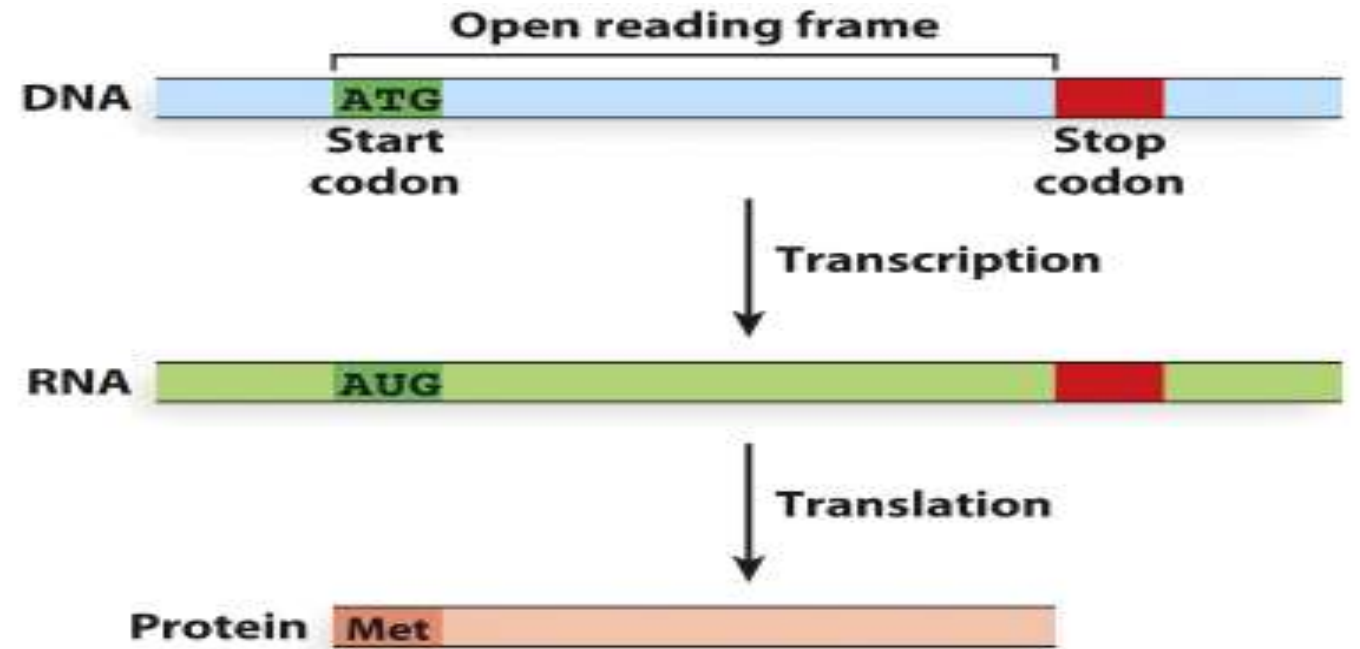 Open reading frame
DNA ATG
Start codon
Stop codon
Transcription
RNA AUG
Translation
Protein Met